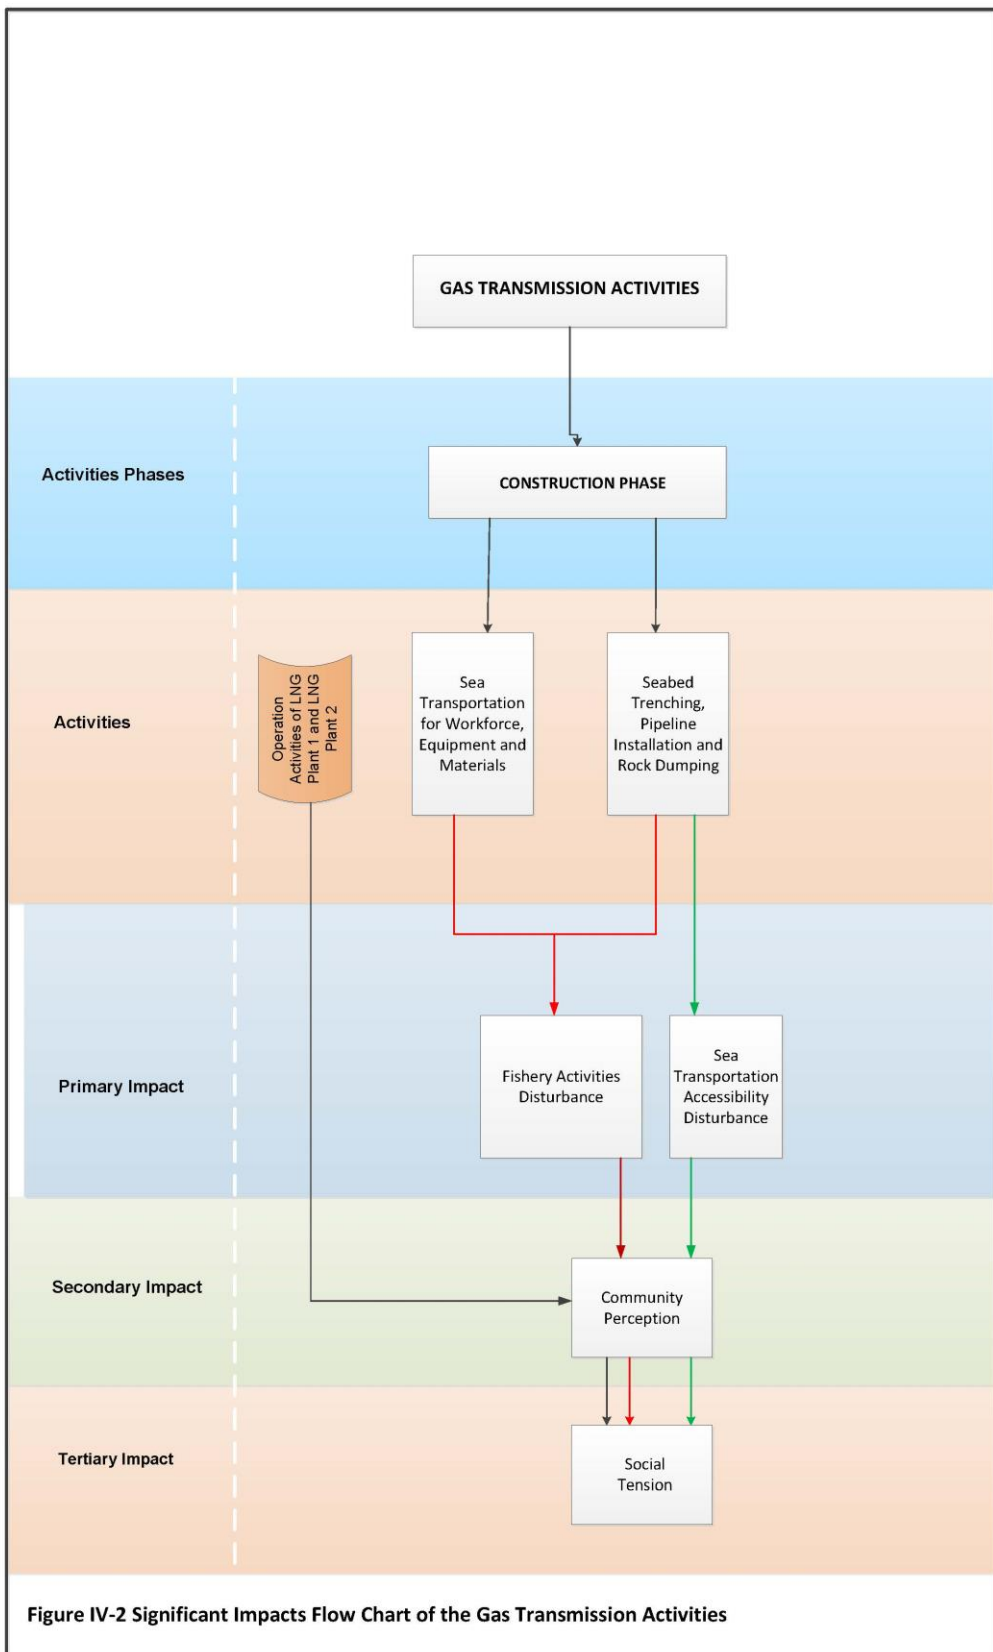 GAS TRANSMISSION ACTIVITIES
Activities Phases
CONSTRUCTION PHASE
Activities
Operation
Activities of LNG
Plant 1 and LNG
Plant 2
Sea
Transportation
for Workforce,
Equipment and
Materials
Seabed
Trenching,
Pipeline
Installation and
Rock Dumping
Primary Impact
Fishery Activities
Disturbance
Sea
Transportation
Accessibility
Disturbance
Secondary Impact
Community
Perception
Tertiary Impact
Social
Tension
Figure IV-2 Significant Impacts Flow Chart of the Gas Transmission Activities